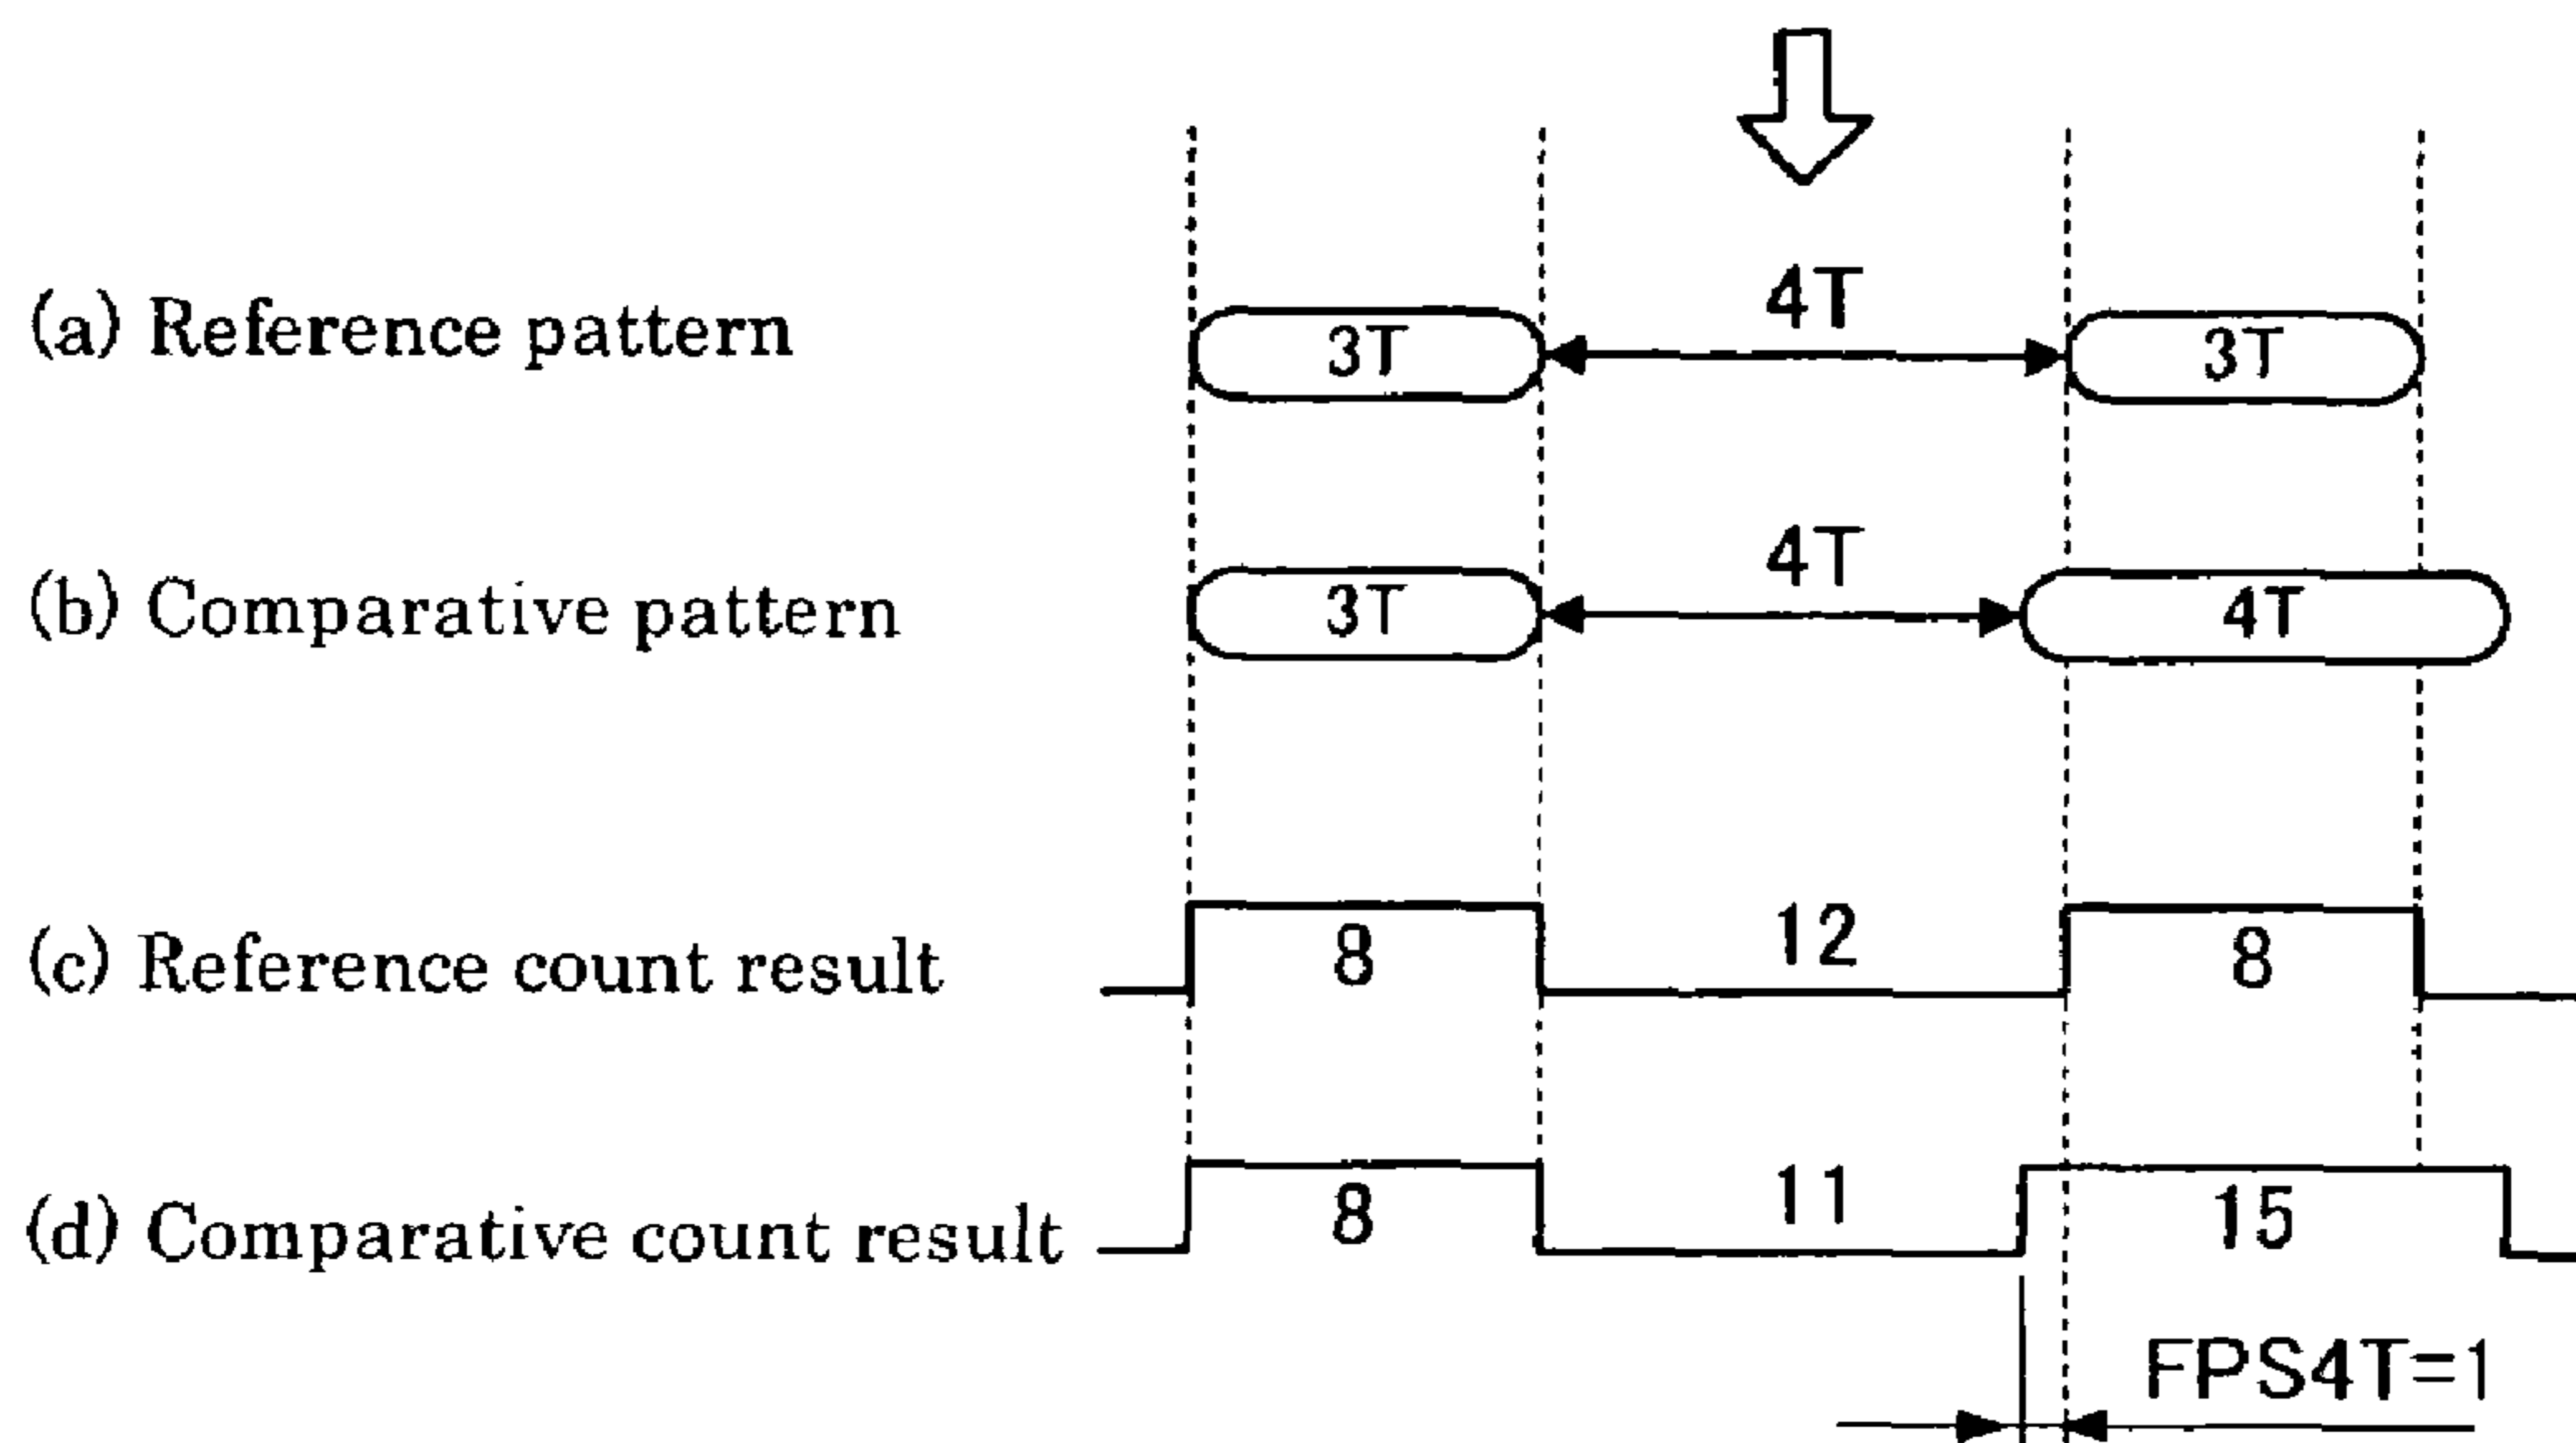 4T
(a) Reference pattern 3T 3T
4T
(b) Comparative pattern 3T 4T
(c) Reference count result 8 12 8
(d) Comparative count result 8 11 15
FPS4T=1